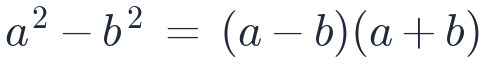 a² − b² = (a − b)(a + b)